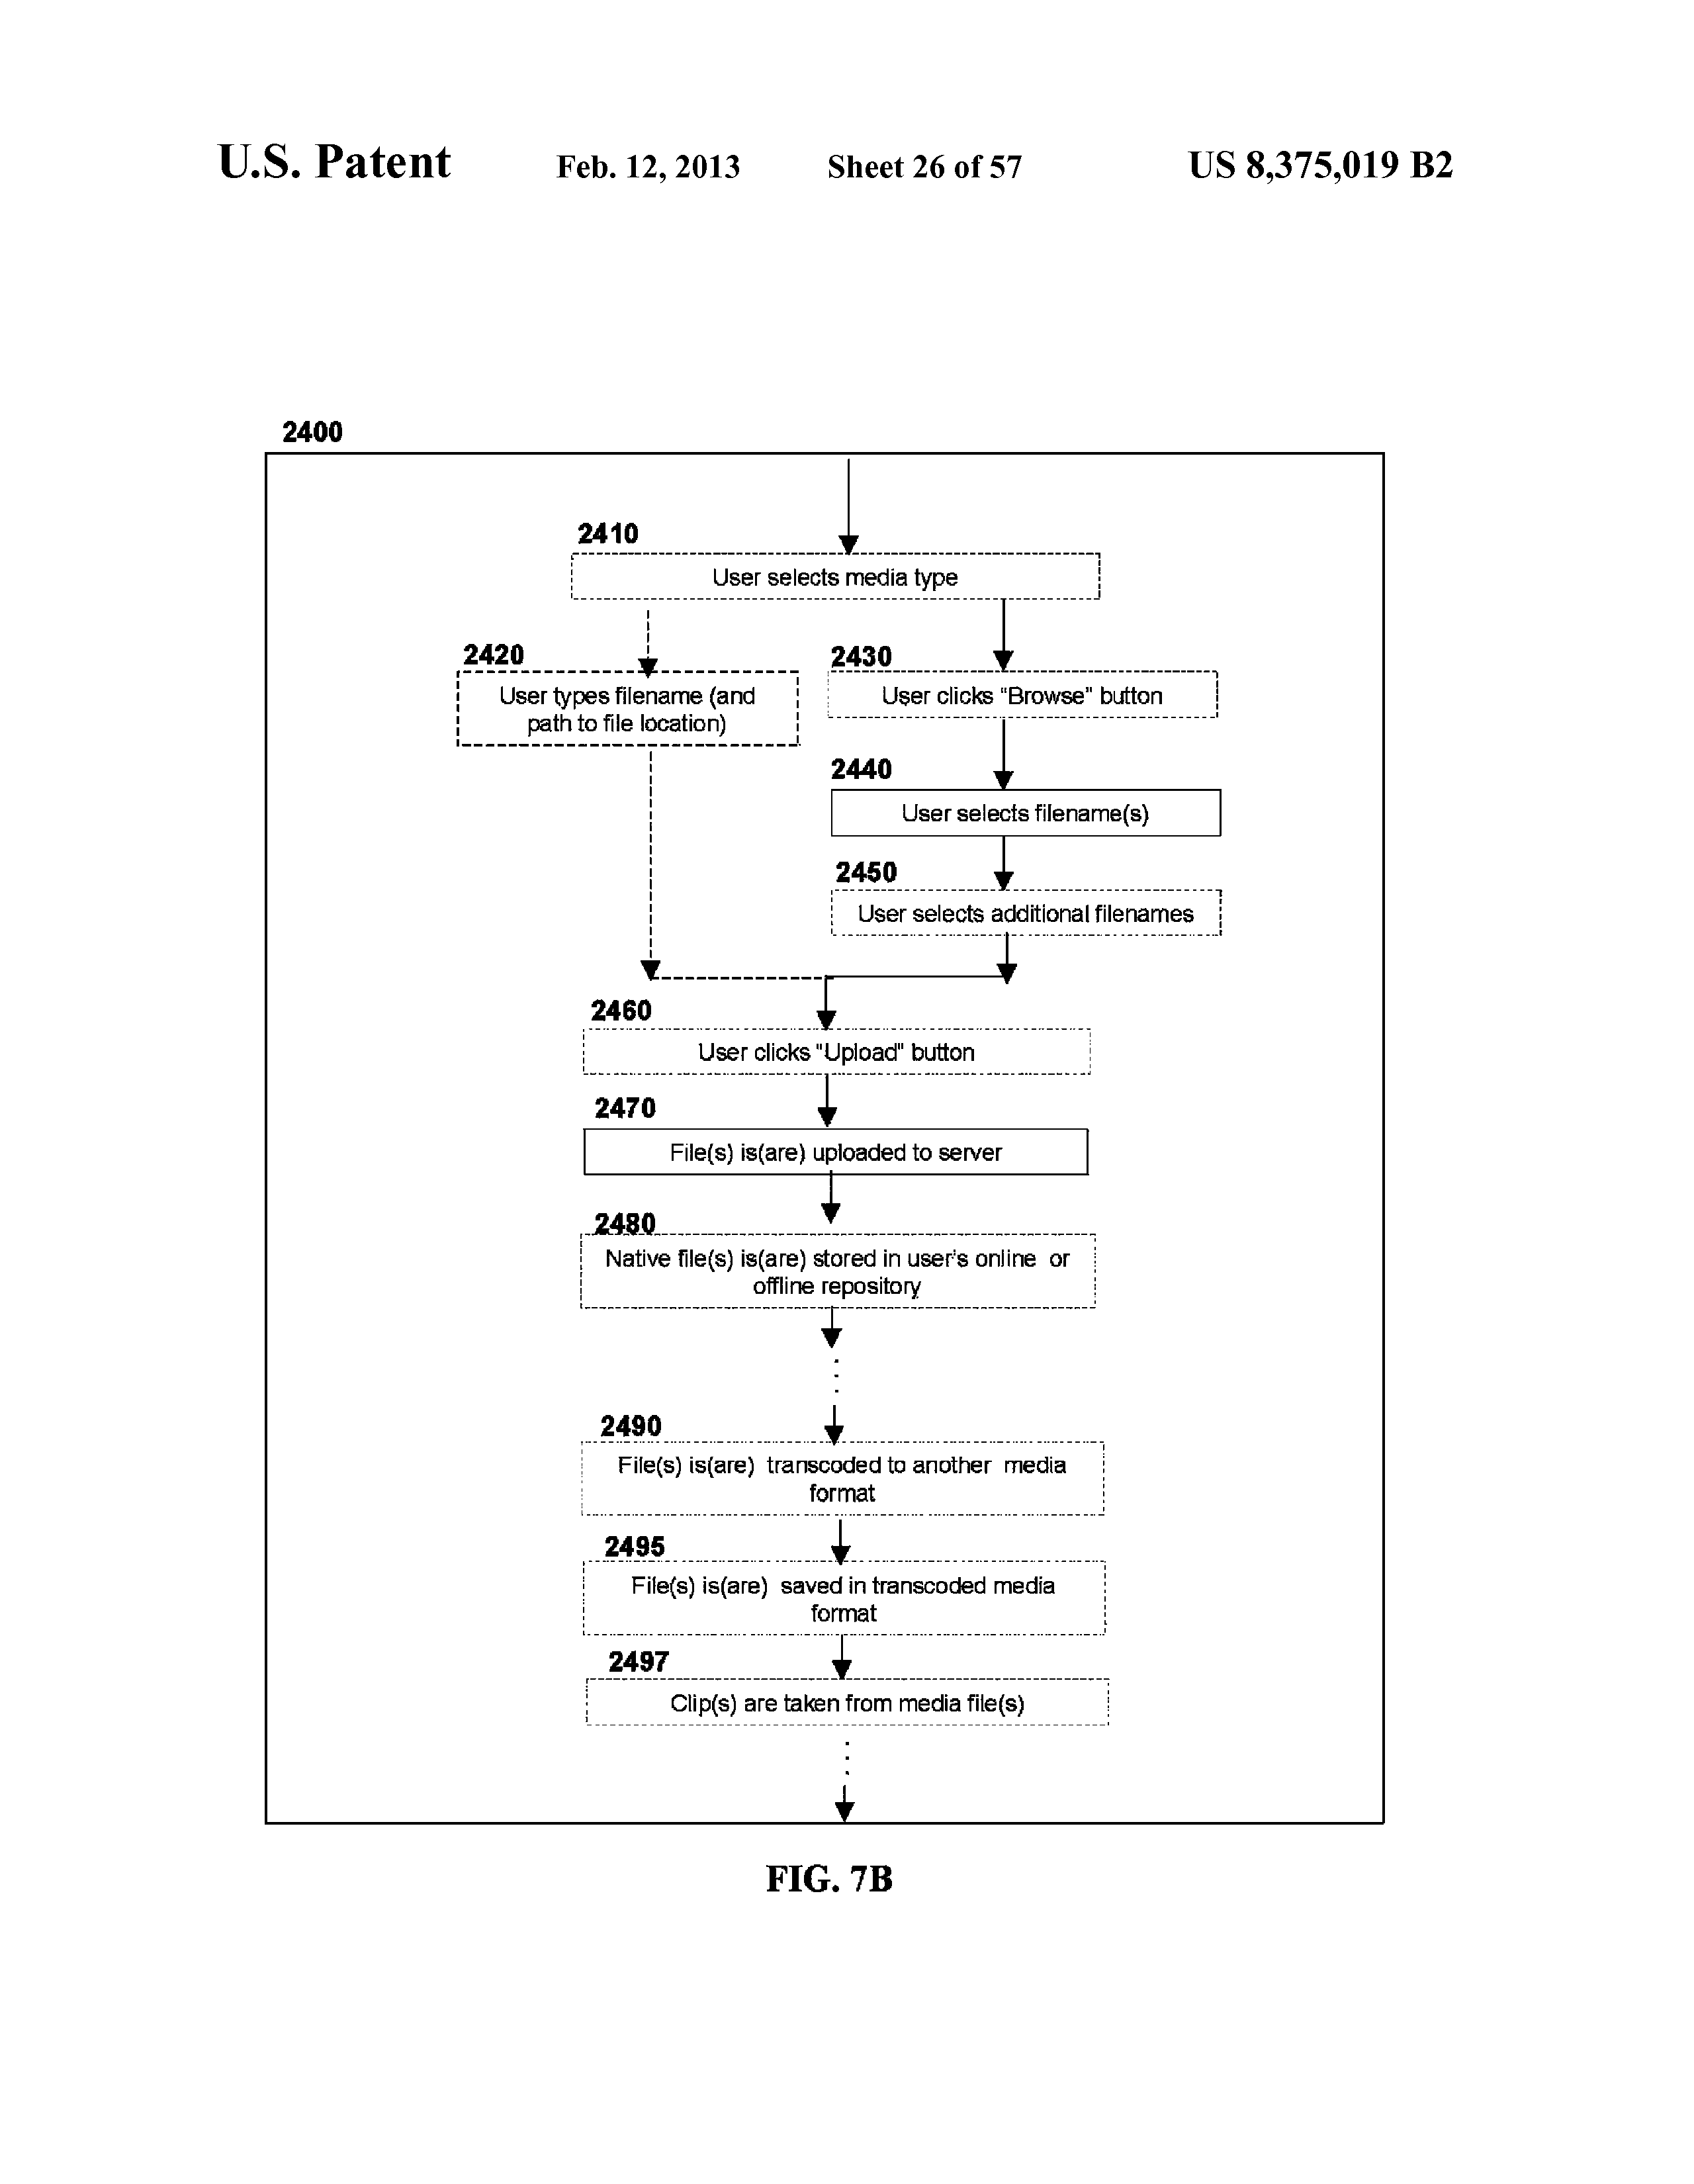 U.S. Patent Feb. 12, 2013 Sheet 26 of 57 US 8,375,019 B2
2400
2410
User selects media type
2420
User types filename (and
path to file location)
2430
User clicks "Browse" button
2440
User selects filename(s)
2450
User selects additional filenames
2460
User clicks "Upload" button
2470
File(s) is(are) uploaded to server
2480
Native file(s) is(are) stored in user's online or
offline repository
2490
File(s) is(are) transcoded to another media
format
2495
File(s) is(are) saved in transcoded media
format
2497
Clip(s) are taken from media file(s)
FIG. 7B